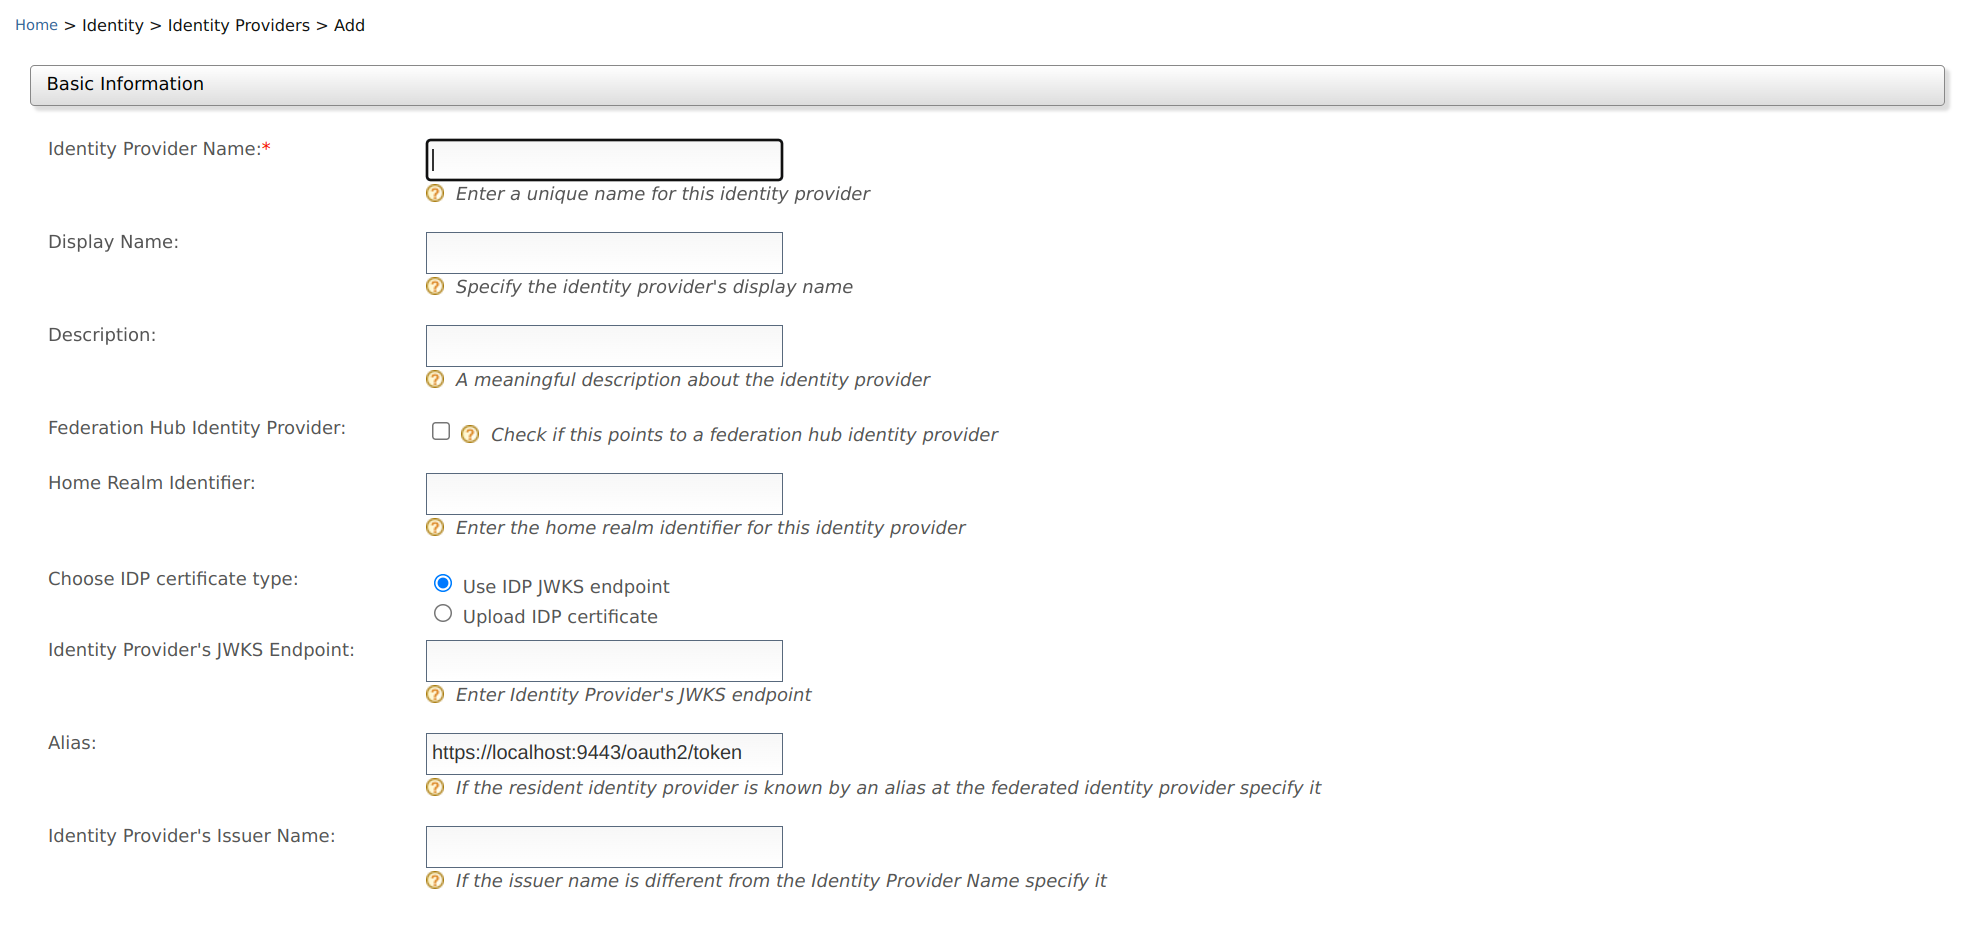 Home > Identity > Identity Providers > Add
Basic Information
Identity Provider Name:*
? Enter a unique name for this identity provider
Display Name:
? Specify the identity provider's display name
Description:
? A meaningful description about the identity provider
Federation Hub Identity Provider:
? Check if this points to a federation hub identity provider
Home Realm Identifier:
? Enter the home realm identifier for this identity provider
Choose IDP certificate type:
Use IDP JWKS endpoint
Upload IDP certificate
Identity Provider's JWKS Endpoint:
? Enter Identity Provider's JWKS endpoint
Alias:
https://localhost:9443/oauth2/token
? If the resident identity provider is known by an alias at the federated identity provider specify it
Identity Provider's Issuer Name:
? If the issuer name is different from the Identity Provider Name specify it